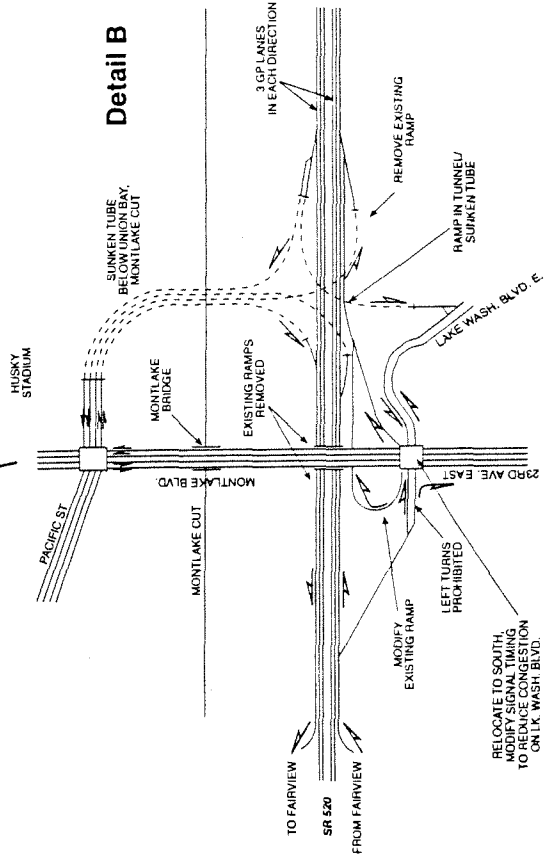 Detail B
HUSKY
STADIUM
SUNKEN TUBE
BELOW UNION BAY,
MONTLAKE CUT
3 GP LANES
IN EACH DIRECTION
PACIFIC ST
MONTLAKE
BRIDGE
MONTLAKE BLVD.
MONTLAKE CUT
EXISTING RAMPS
REMOVED
REMOVE EXISTING
RAMP
RAMP IN TUNNEL/
SUNKEN TUBE
LAKE WASH. BLVD. E.
23RD AVE. EAST
TO FAIRVIEW
SR 520
FROM FAIRVIEW
MODIFY
EXISTING RAMP
LEFT TURNS
PROHIBITED
RELOCATE TO SOUTH,
MODIFY SIGNAL TIMING
TO REDUCE CONGESTION
ON LK. WASH. BLVD.